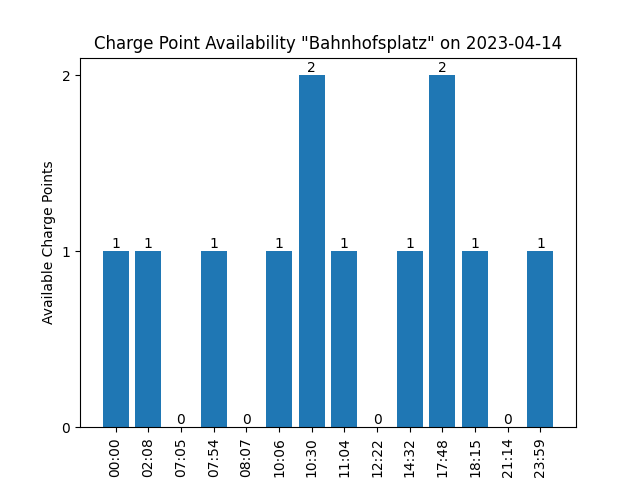 Charge Point Availability "Bahnhofsplatz" on 2023-04-14
Available Charge Points
2
1
0
1 1 0 1 0 1 2 1 0 1 2 1 0 1
00:00 02:08 07:05 07:54 08:07 10:06 10:30 11:04 12:22 14:32 17:48 18:15 21:14 23:59